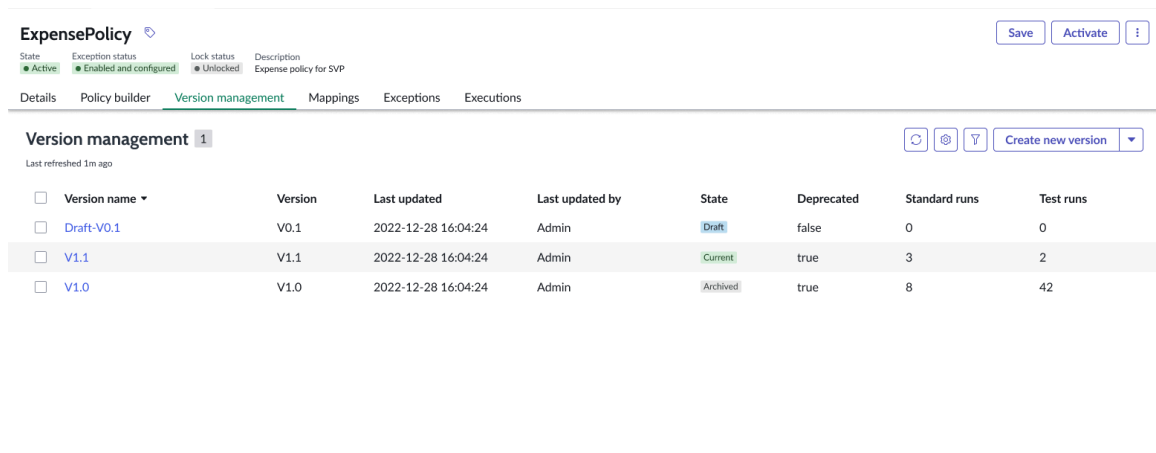 ExpensePolicy
Save Activate
State Exception status Lock status Description
Active Enabled and configured Unlocked Expense policy for SVP
Details Policy builder Version management Mappings Exceptions Executions
Version management 1
Create new version
Last refreshed 1m ago
Version name Version Last updated Last updated by State Deprecated Standard runs Test runs
Draft-V0.1 V0.1 2022-12-28 16:04:24 Admin Draft false 0 0
V1.1 V1.1 2022-12-28 16:04:24 Admin Current true 3 2
V1.0 V1.0 2022-12-28 16:04:24 Admin Archived true 8 42